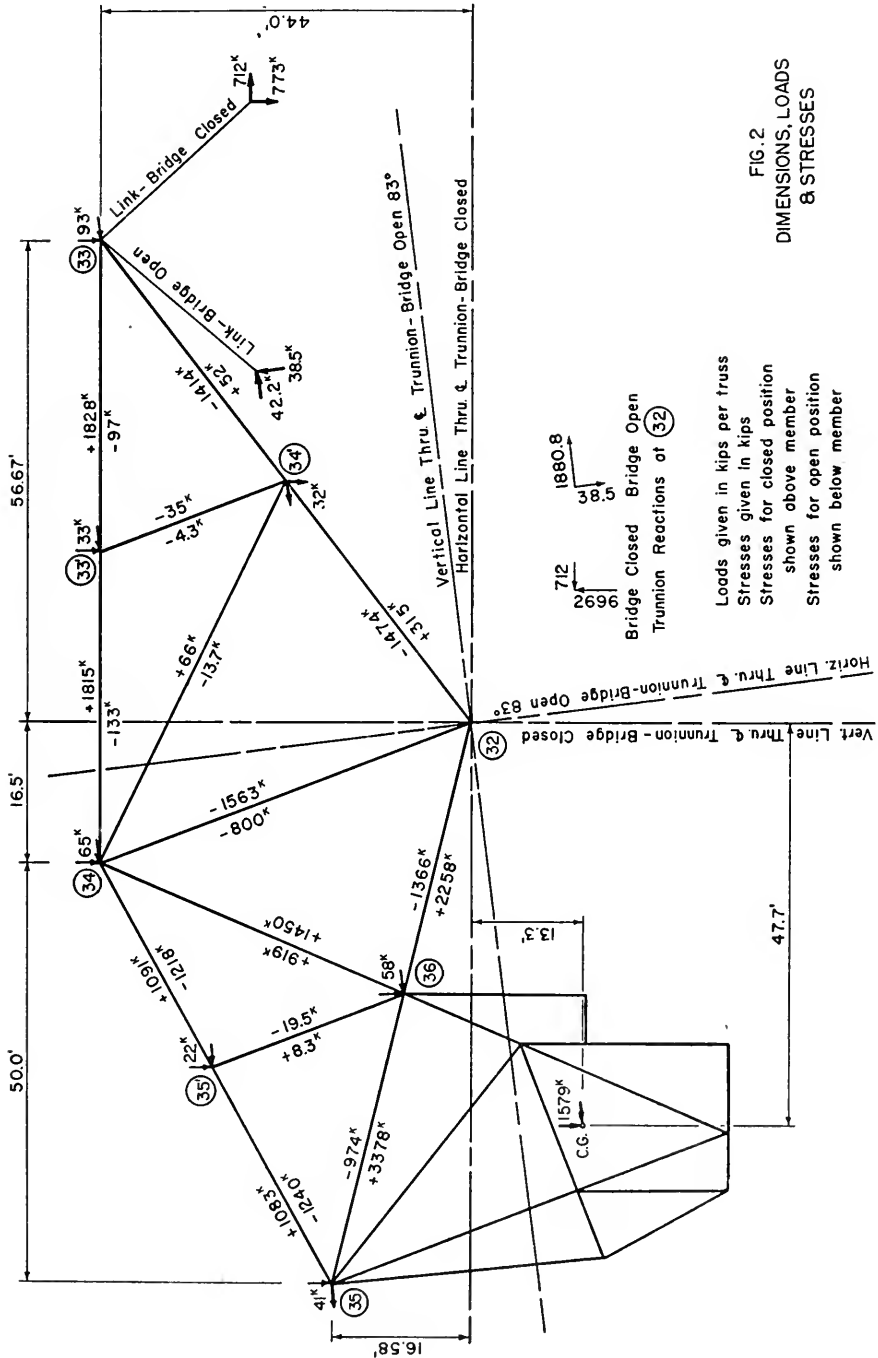 50.0'
16.5'
56.67'
44.0'
16.58'
13.3'
47.7'
34
65ᴷ
+1815ᴷ
-133ᴷ
33'
33ᴷ
+1828ᴷ
-97ᴷ
33
93ᴷ
Link-Bridge Closed
712ᴷ
773ᴷ
Link-Bridge Open
42.2ᴷ
38.5ᴷ
-1414ᴷ
+52ᴷ
-35ᴷ
-4.3ᴷ
34'
32ᴷ
+66ᴷ
-13.7ᴷ
-1474ᴷ
+315ᴷ
-1563ᴷ
-800ᴷ
+1450ᴷ
+919ᴷ
+1091ᴷ
-1218ᴷ
35'
22ᴷ
-19.5ᴷ
+8.3ᴷ
58ᴷ
36
-1366ᴷ
+2258ᴷ
+1083ᴷ
-1240ᴷ
-974ᴷ
+3378ᴷ
41ᴷ
35
1579ᴷ
C.G.
32
Vertical Line Thru. ℄ Trunnion-Bridge Open 83°
Horizontal Line Thru. ℄ Trunnion-Bridge Closed
Horiz. Line Thru. ℄ Trunnion-Bridge Open 83°
Vert. Line Thru ℄ Trunnion-Bridge Closed
712
2696
1880.8
38.5
Bridge Closed Bridge Open
Trunnion Reactions at 32
Loads given in kips per truss
Stresses given in kips
Stresses for closed position
shown above member
Stresses for open position
shown below member
FIG. 2
DIMENSIONS, LOADS
& STRESSES